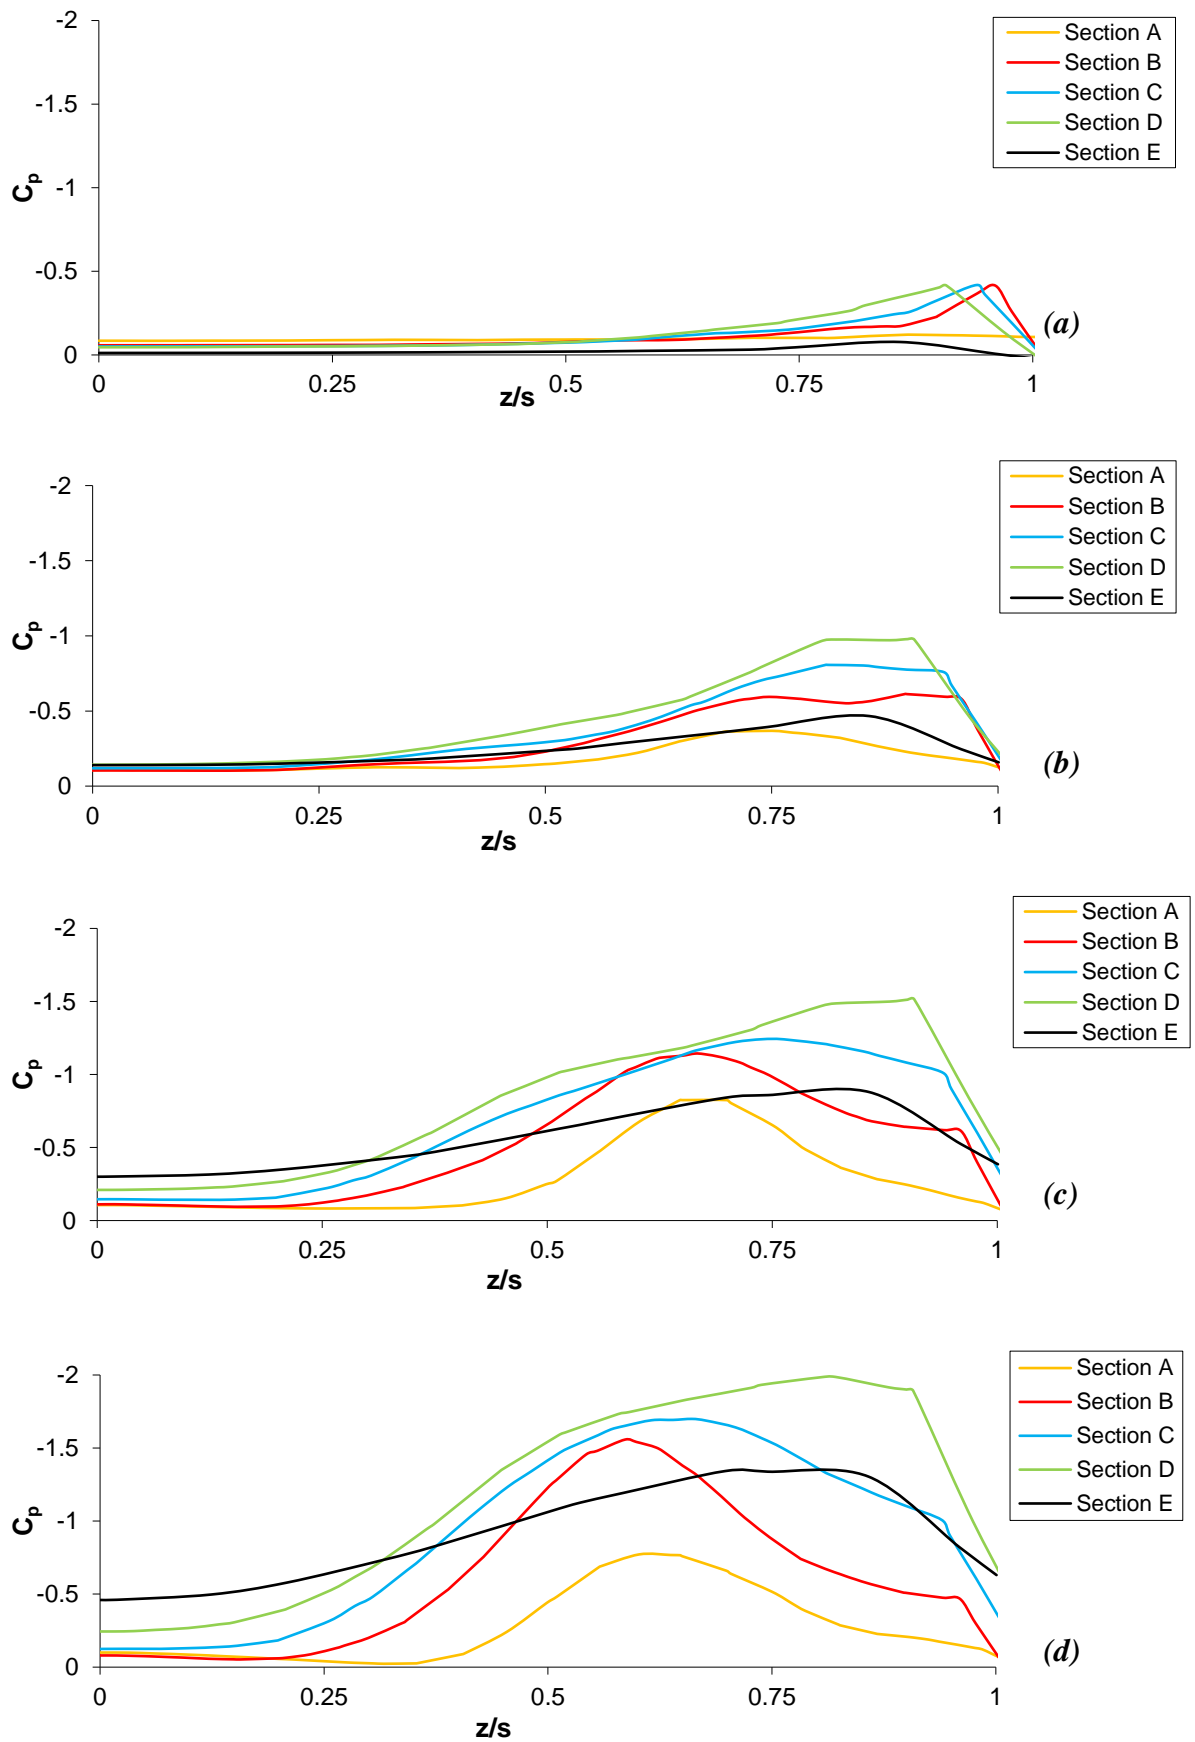 -2
-1.5
-1
-0.5
0
Cp
0 0.25 0.5 0.75 1
z/s
Section A
Section B
Section C
Section D
Section E
(a)
-2
-1.5
-1
-0.5
0
Cp
0 0.25 0.5 0.75 1
z/s
Section A
Section B
Section C
Section D
Section E
(b)
-2
-1.5
-1
-0.5
0
Cp
0 0.25 0.5 0.75 1
z/s
Section A
Section B
Section C
Section D
Section E
(c)
-2
-1.5
-1
-0.5
0
Cp
0 0.25 0.5 0.75 1
z/s
Section A
Section B
Section C
Section D
Section E
(d)